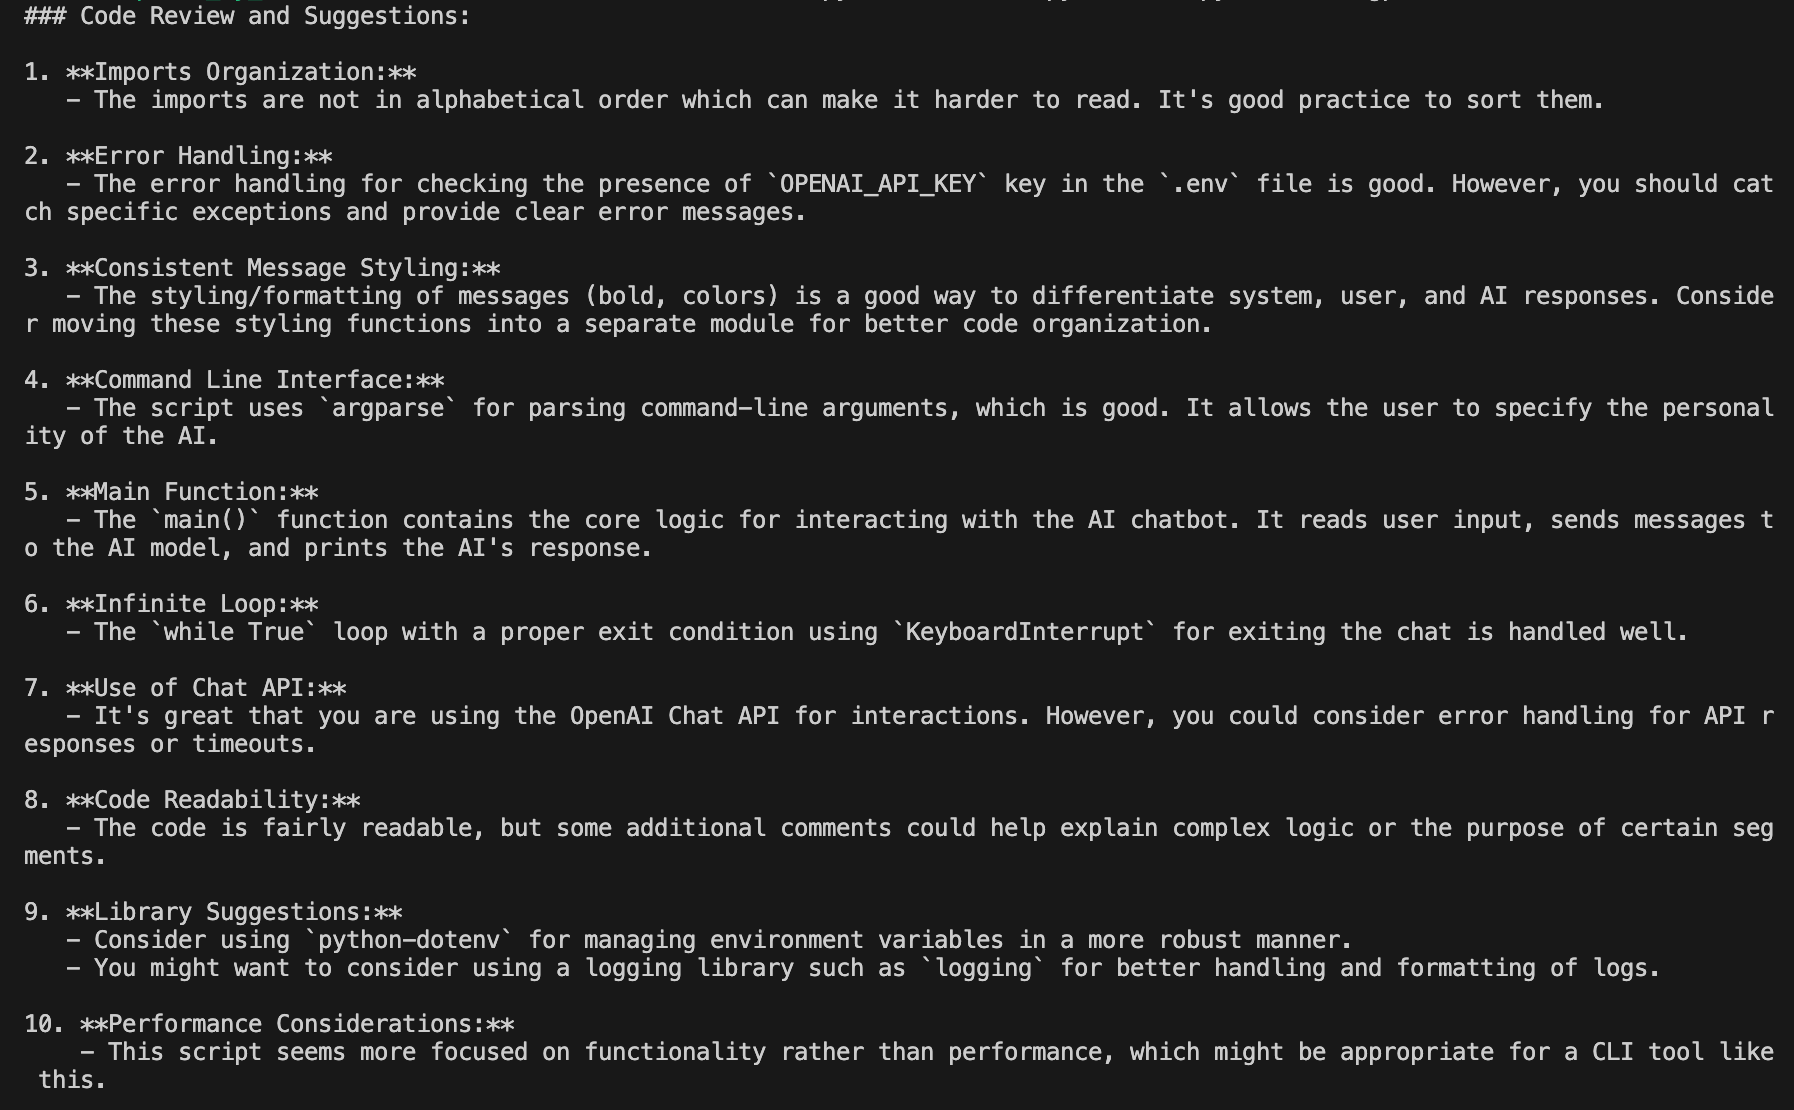 ### Code Review and Suggestions:
1. **Imports Organization:**
   - The imports are not in alphabetical order which can make it harder to read. It's good practice to sort them.
2. **Error Handling:**
   - The error handling for checking the presence of `OPENAI_API_KEY` key in the `.env` file is good. However, you should cat
ch specific exceptions and provide clear error messages.
3. **Consistent Message Styling:**
   - The styling/formatting of messages (bold, colors) is a good way to differentiate system, user, and AI responses. Conside
r moving these styling functions into a separate module for better code organization.
4. **Command Line Interface:**
   - The script uses `argparse` for parsing command-line arguments, which is good. It allows the user to specify the personal
ity of the AI.
5. **Main Function:**
   - The `main()` function contains the core logic for interacting with the AI chatbot. It reads user input, sends messages t
o the AI model, and prints the AI's response.
6. **Infinite Loop:**
   - The `while True` loop with a proper exit condition using `KeyboardInterrupt` for exiting the chat is handled well.
7. **Use of Chat API:**
   - It's great that you are using the OpenAI Chat API for interactions. However, you could consider error handling for API r
esponses or timeouts.
8. **Code Readability:**
   - The code is fairly readable, but some additional comments could help explain complex logic or the purpose of certain seg
ments.
9. **Library Suggestions:**
   - Consider using `python-dotenv` for managing environment variables in a more robust manner.
   - You might want to consider using a logging library such as `logging` for better handling and formatting of logs.
10. **Performance Considerations:**
    - This script seems more focused on functionality rather than performance, which might be appropriate for a CLI tool like
 this.